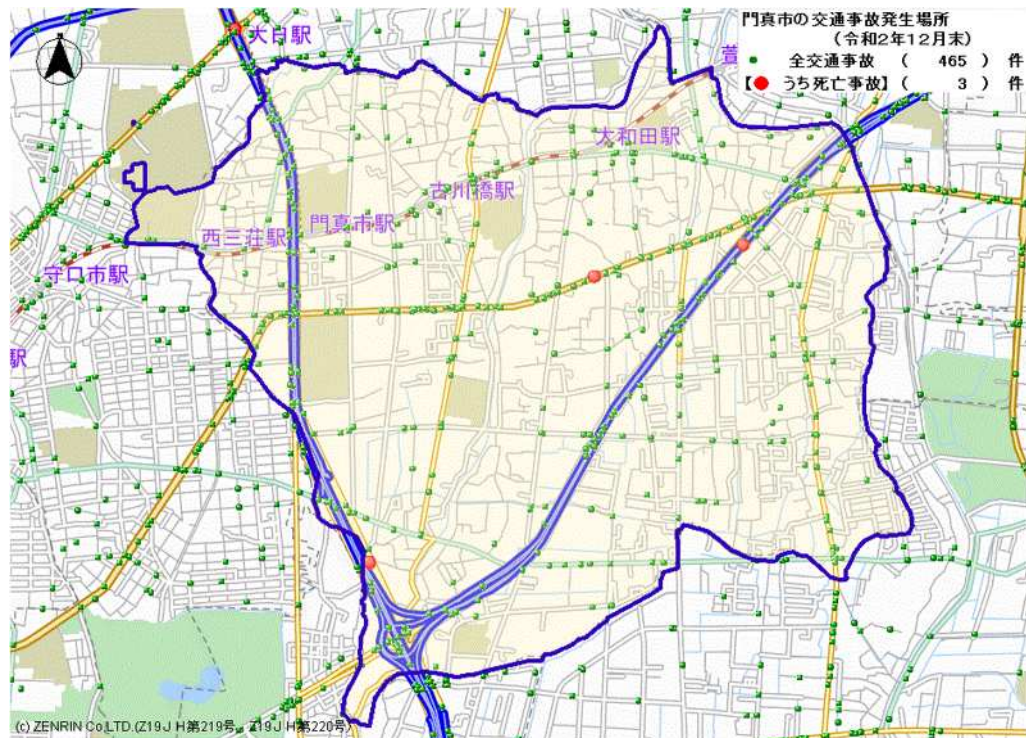 門真市の交通事故発生場所
(令和2年12月末)
全交通事故 ( 465 ) 件
【 うち死亡事故】( 3 ) 件
大日駅
萱
大和田駅
古川橋駅
門真市駅
西三荘駅
守口市駅
駅
(c) ZENRIN Co.LTD.(Z19JH第219号、Z19JH第220号)